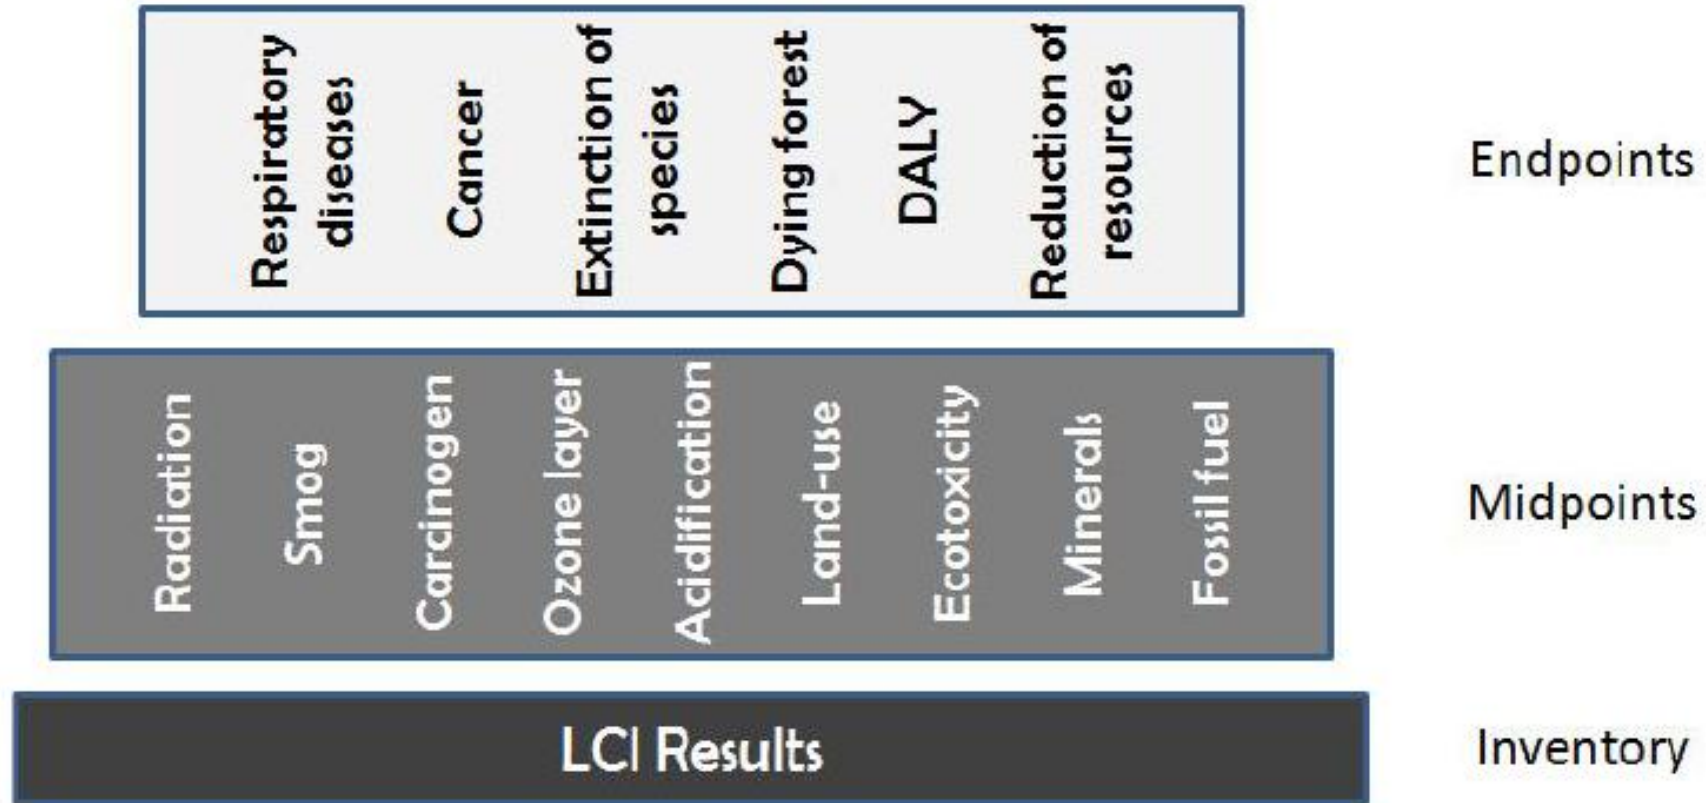 Respiratory
diseases
Cancer
Extinction of
species
Dying forest
DALY
Reduction of
resources
Endpoints
Radiation
Smog
Carcinogen
Ozone layer
Acidification
Land-use
Ecotoxicity
Minerals
Fossil fuel
Midpoints
LCI Results
Inventory